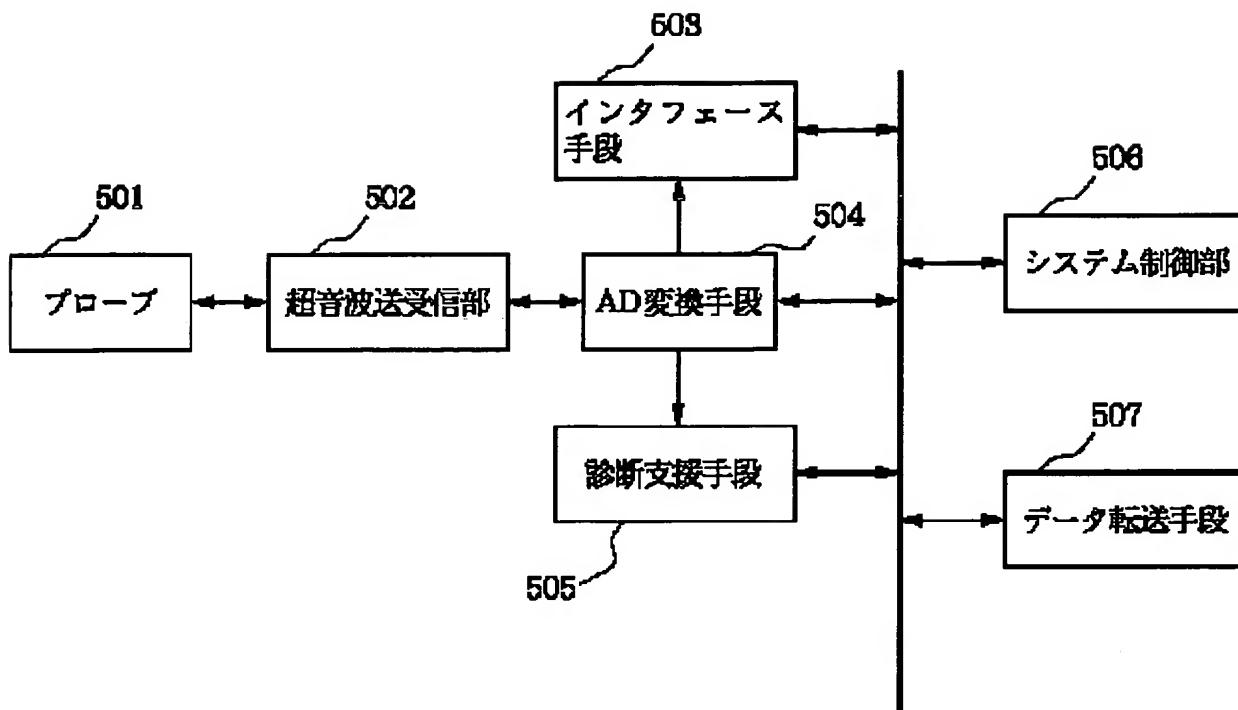 503
インタフェース
手段
501
502
504
506
プローブ
超音波送受信部
AD変換手段
システム制御部
診断支援手段
505
507
データ転送手段